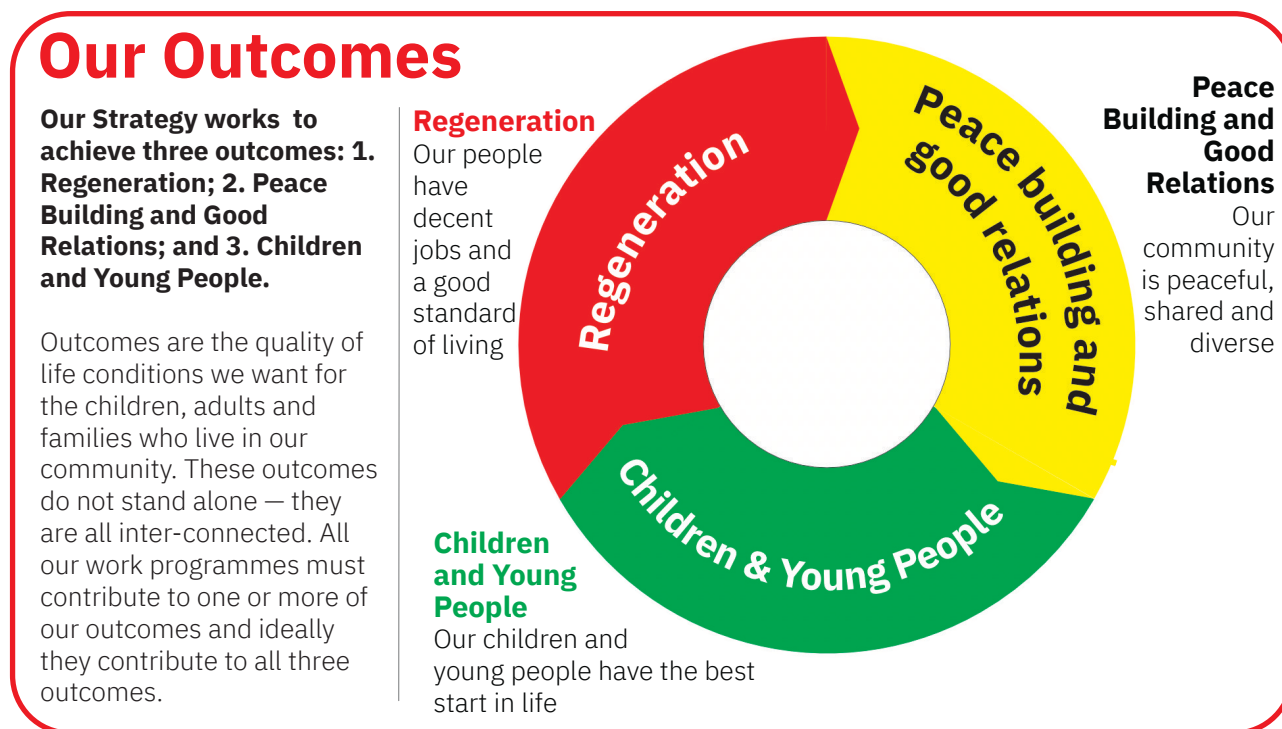 Our Outcomes
Our Strategy works to
achieve three outcomes: 1.
Regeneration; 2. Peace
Building and Good
Relations; and 3. Children
and Young People.
Outcomes are the quality of
life conditions we want for
the children, adults and
families who live in our
community. These outcomes
do not stand alone — they
are all inter-connected. All
our work programmes must
contribute to one or more of
our outcomes and ideally
they contribute to all three
outcomes.
Regeneration
Our people
have
decent
jobs and
a good
standard
of living
Regeneration
Peace building and
good relations
Children & Young People
Peace
Building and
Good
Relations
Our
community
is peaceful,
shared and
diverse
Children
and Young
People
Our children and
young people have the best
start in life